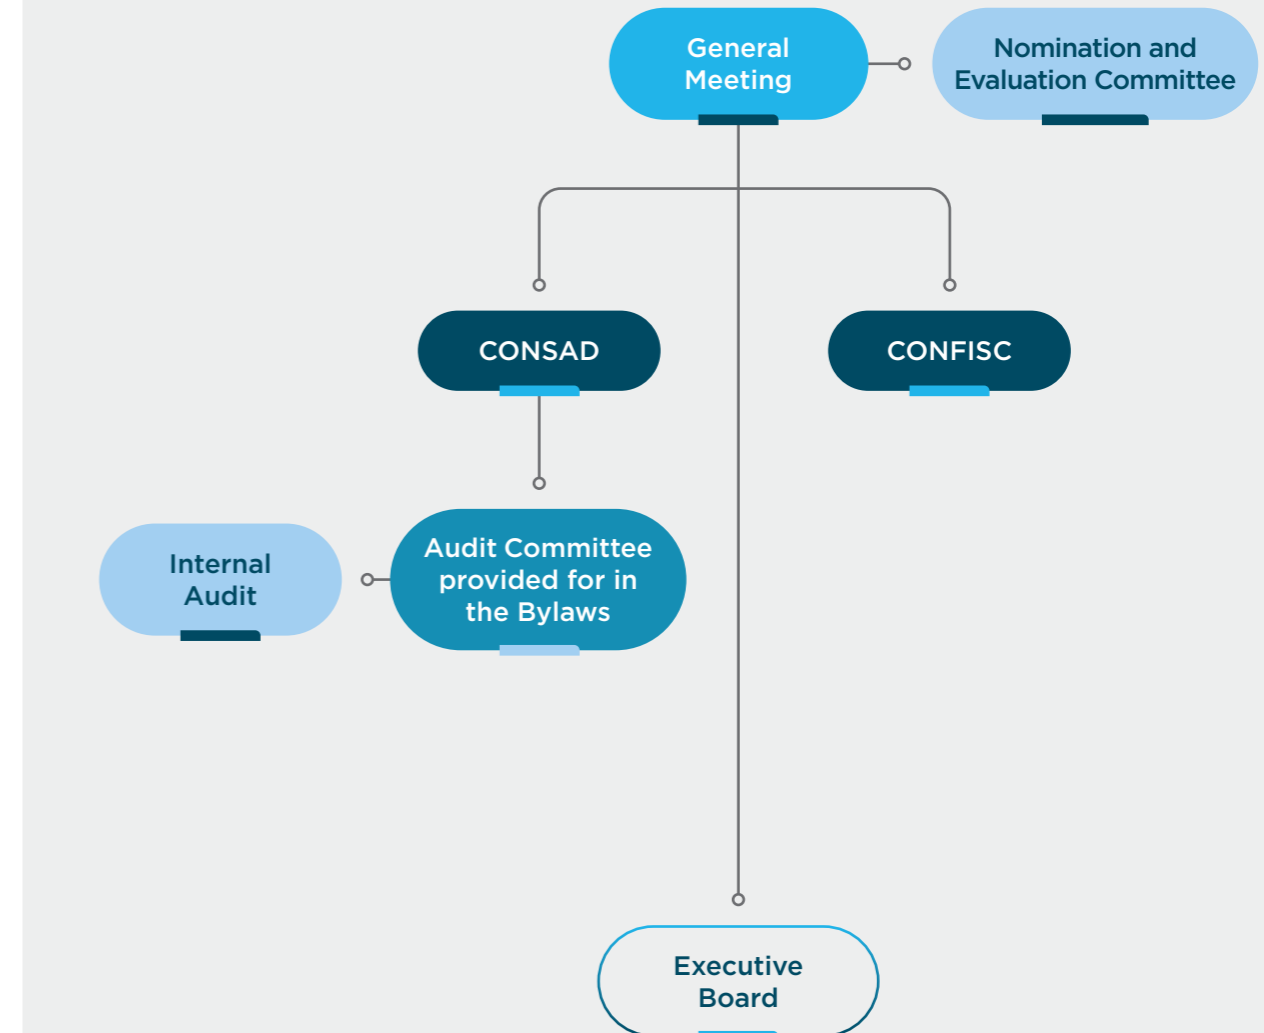 General
Meeting
Nomination and
Evaluation Committee
CONSAD
CONFISC
Internal
Audit
Audit Committee
provided for in
the Bylaws
Executive
Board